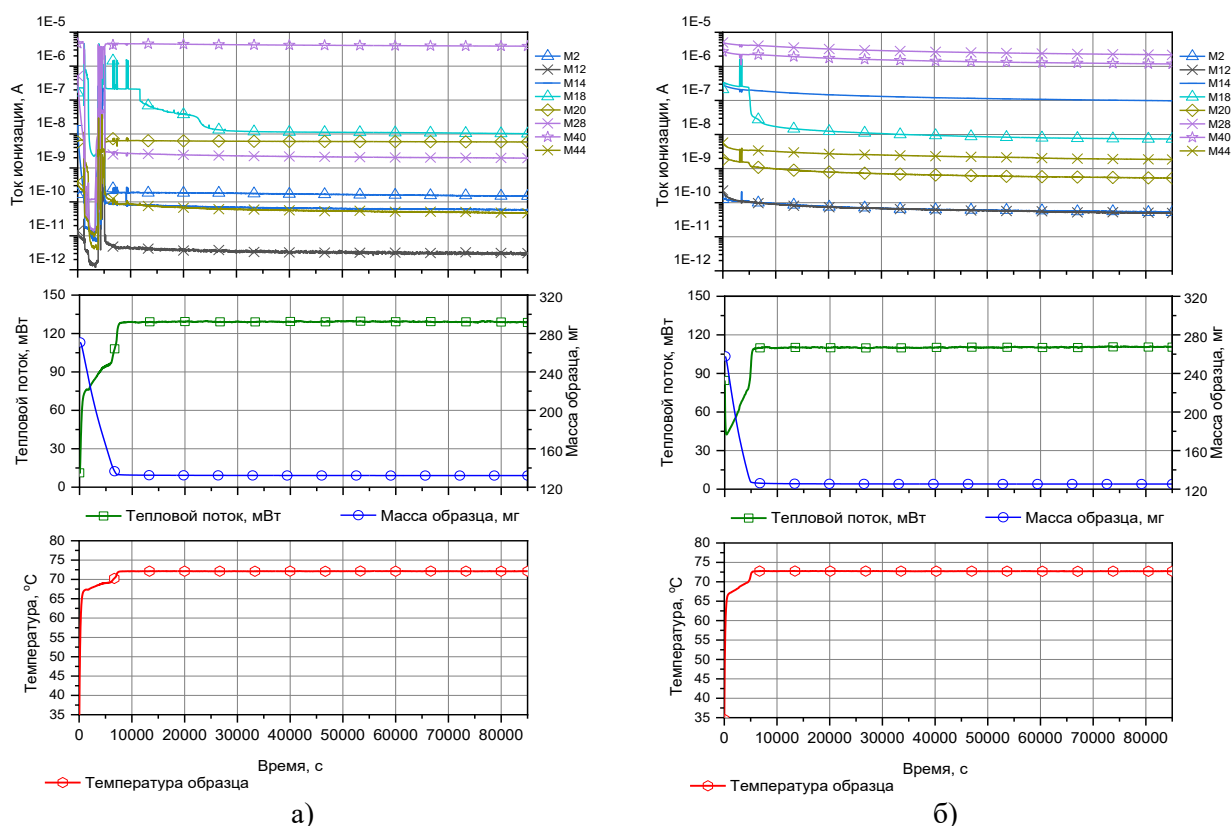 1E-5
1E-6
1E-7
1E-8
1E-9
1E-10
1E-11
1E-12
Ток ионизации, А
M2
M12
M14
M18
M20
M28
M40
M44
150
120
90
60
30
0
Тепловой поток, мВт
320
280
240
200
160
120
Масса образца, мг
Тепловой поток, мВт
Масса образца, мг
80
75
70
65
60
55
50
45
40
35
Температура, °C
0 10000 20000 30000 40000 50000 60000 70000 80000
Время, с
Температура образца
а)
1E-5
1E-6
1E-7
1E-8
1E-9
1E-10
1E-11
1E-12
Ток ионизации, А
M2
M12
M14
M18
M20
M28
M40
M44
150
120
90
60
30
0
Тепловой поток, мВт
320
280
240
200
160
120
Масса образца, мг
Тепловой поток, мВт
Масса образца, мг
80
75
70
65
60
55
50
45
40
35
Температура, °C
0 10000 20000 30000 40000 50000 60000 70000 80000
Время, с
Температура образца
б)